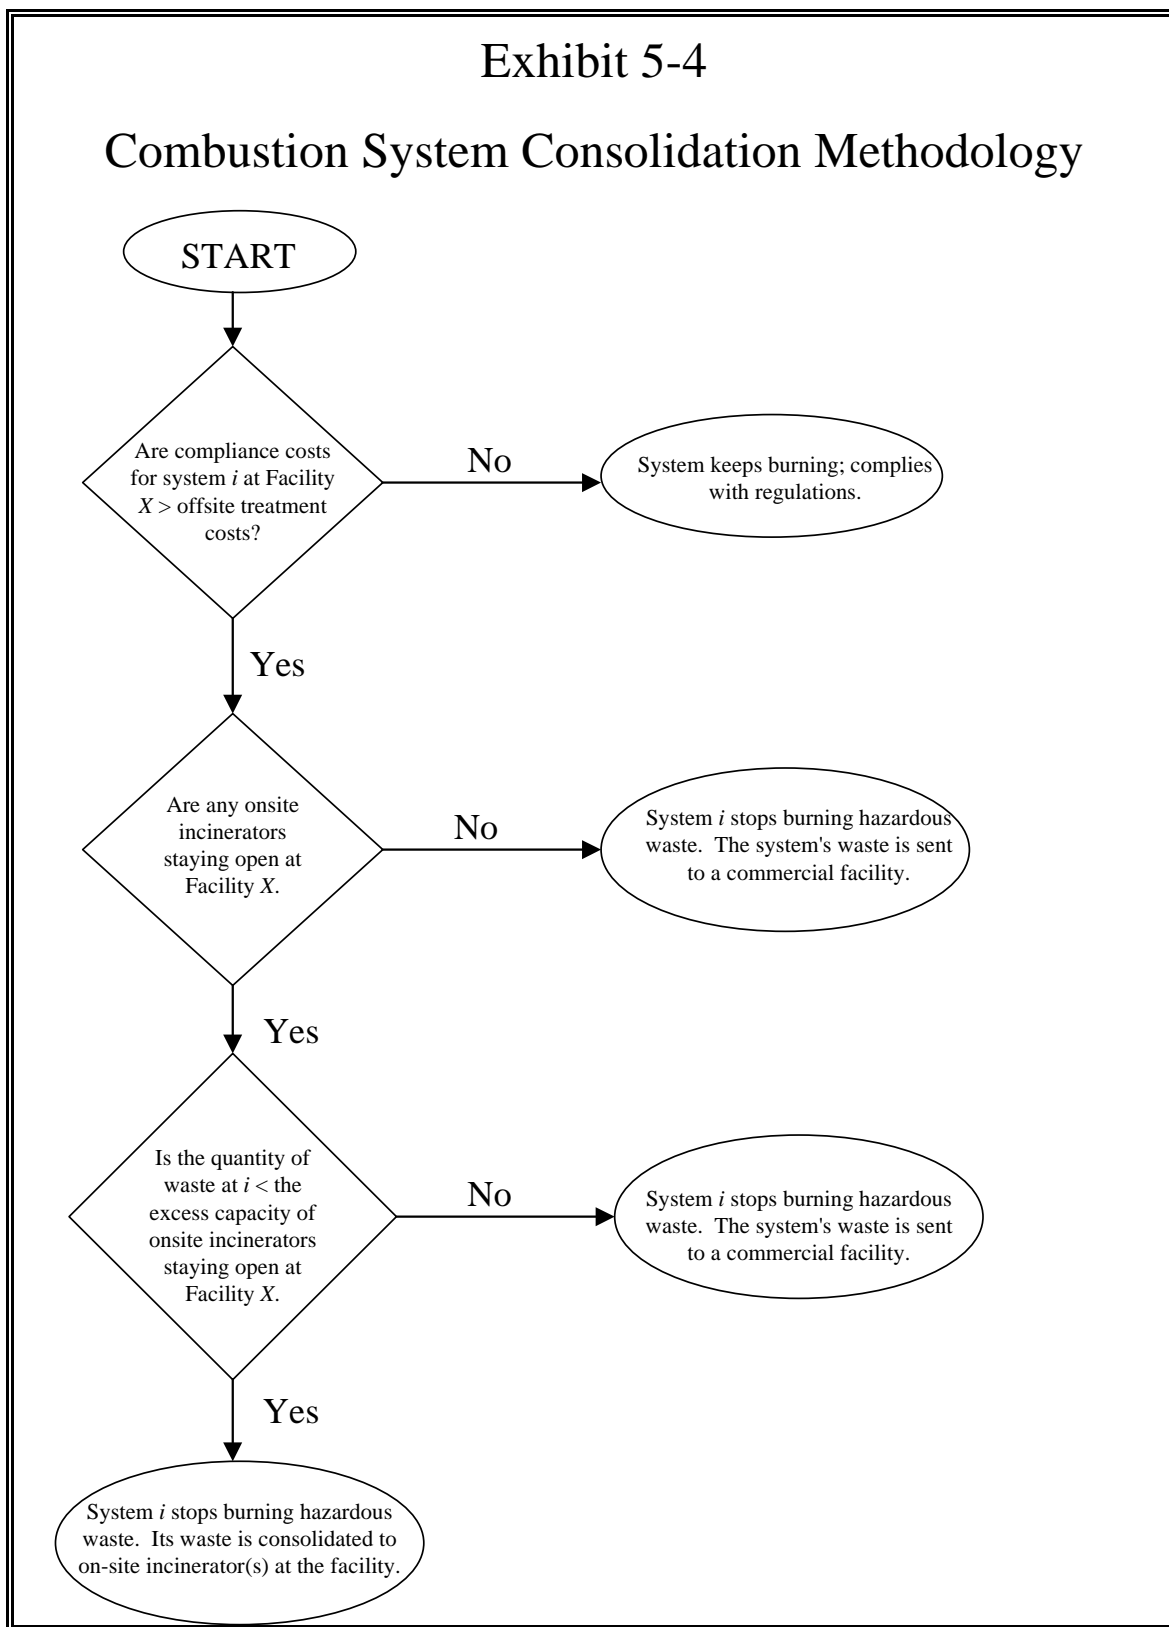 Exhibit 5-4
Combustion System Consolidation Methodology
START
Are compliance costs
for system i at Facility
X > offsite treatment
costs?
No
System keeps burning; complies
with regulations.
Yes
Are any onsite
incinerators
staying open at
Facility X.
No
System i stops burning hazardous
waste.  The system's waste is sent
to a commercial facility.
Yes
Is the quantity of
waste at i < the
excess capacity of
onsite incinerators
staying open at
Facility X.
No
System i stops burning hazardous
waste.  The system's waste is sent
to a commercial facility.
Yes
System i stops burning hazardous
waste.  Its waste is consolidated to
on-site incinerator(s) at the facility.